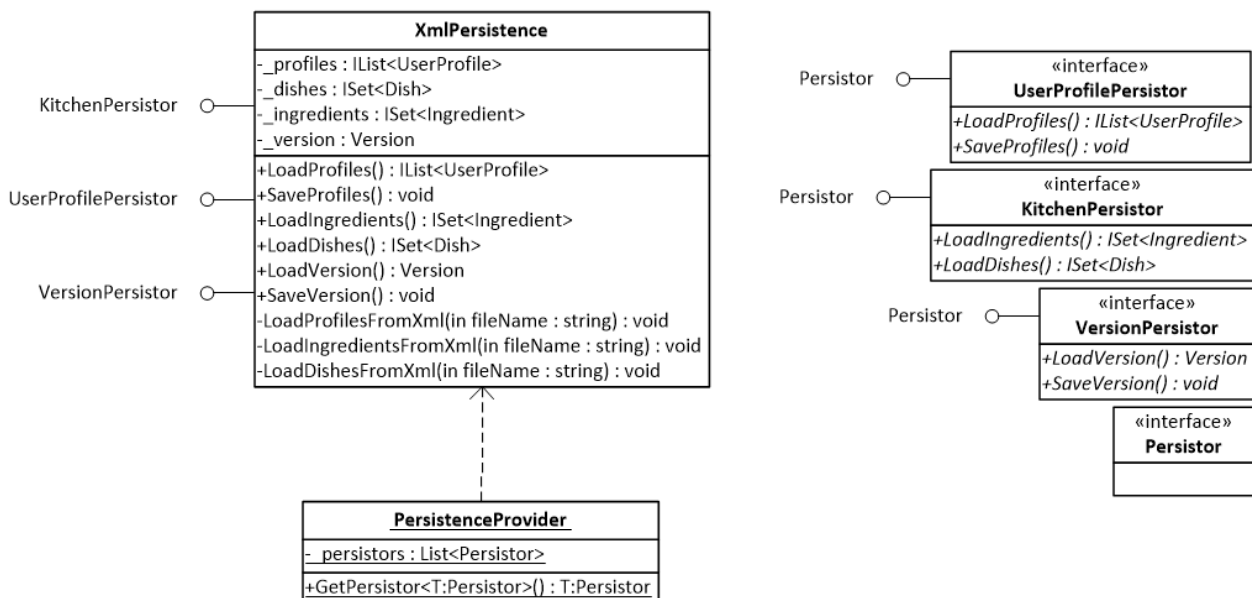 XmlPersistence
-_profiles : IList<UserProfile>
-_dishes : ISet<Dish>
-_ingredients : ISet<Ingredient>
-_version : Version
+LoadProfiles() : IList<UserProfile>
+SaveProfiles() : void
+LoadIngredients() : ISet<Ingredient>
+LoadDishes() : ISet<Dish>
+LoadVersion() : Version
+SaveVersion() : void
-LoadProfilesFromXml(in fileName : string) : void
-LoadIngredientsFromXml(in fileName : string) : void
-LoadDishesFromXml(in fileName : string) : void
KitchenPersistor
UserProfilePersistor
VersionPersistor
PersistenceProvider
-_persistors : List<Persistor>
+GetPersistor<T:Persistor>() : T:Persistor
Persistor
«interface»
UserProfilePersistor
+LoadProfiles() : IList<UserProfile>
+SaveProfiles() : void
Persistor
«interface»
KitchenPersistor
+LoadIngredients() : ISet<Ingredient>
+LoadDishes() : ISet<Dish>
Persistor
«interface»
VersionPersistor
+LoadVersion() : Version
+SaveVersion() : void
«interface»
Persistor